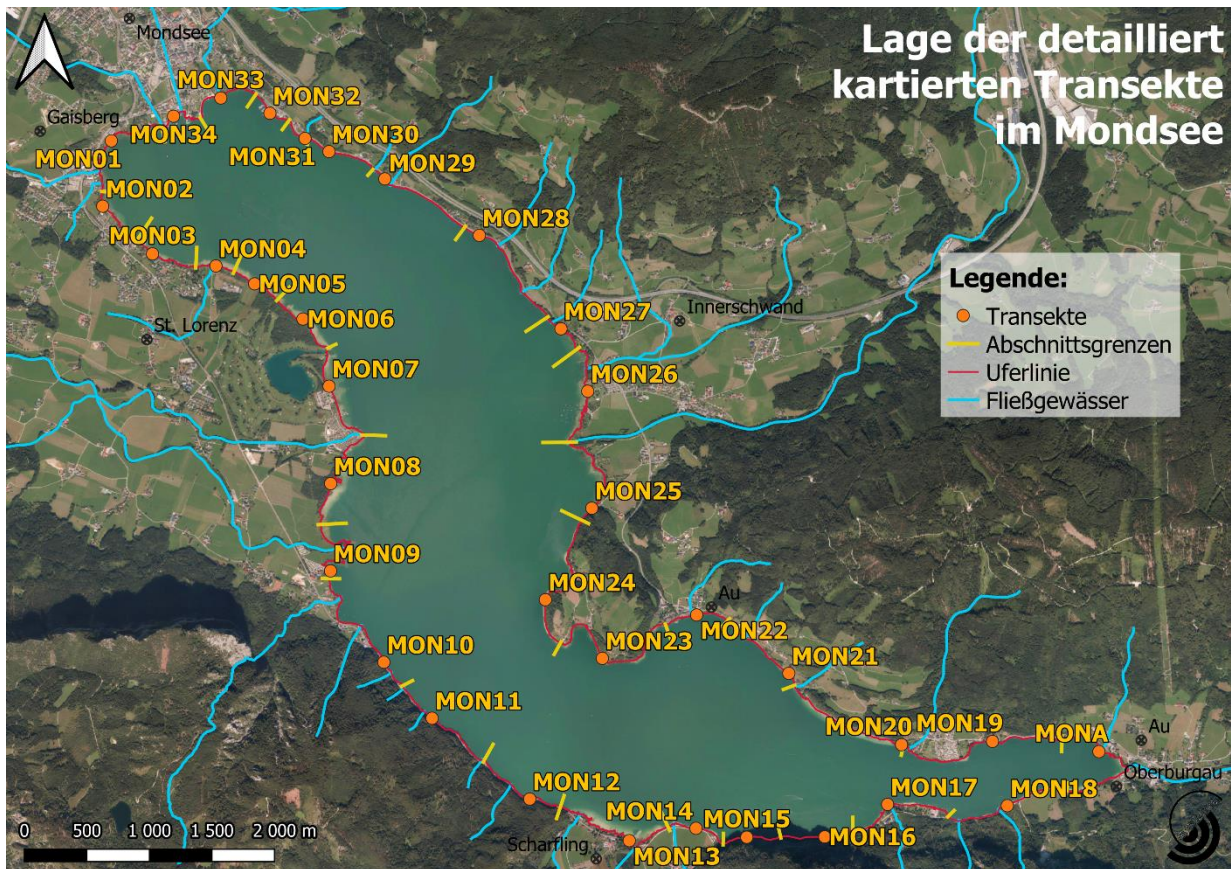 Lage der detailliert
kartierten Transekte
im Mondsee
Mondsee
MON33
MON32
Gaisberg
MON34
MON30
MON31
MON01
MON29
MON02
MON28
MON03
MON04
MON05
MON27
Innerschwand
MON06
St. Lorenz
Legende:
Transekte
Abschnittsgrenzen
Uferlinie
Fließgewässer
MON07
MON26
MON08
MON25
MON09
MON24
Au
MON22
MON23
MON10
MON21
MON11
MON20
MON19
MONA
Au
Oberburgau
MON12
MON17
MON18
MON14
MON15
MON16
MON13
Scharfling
0 500 1 000 1 500 2 000 m